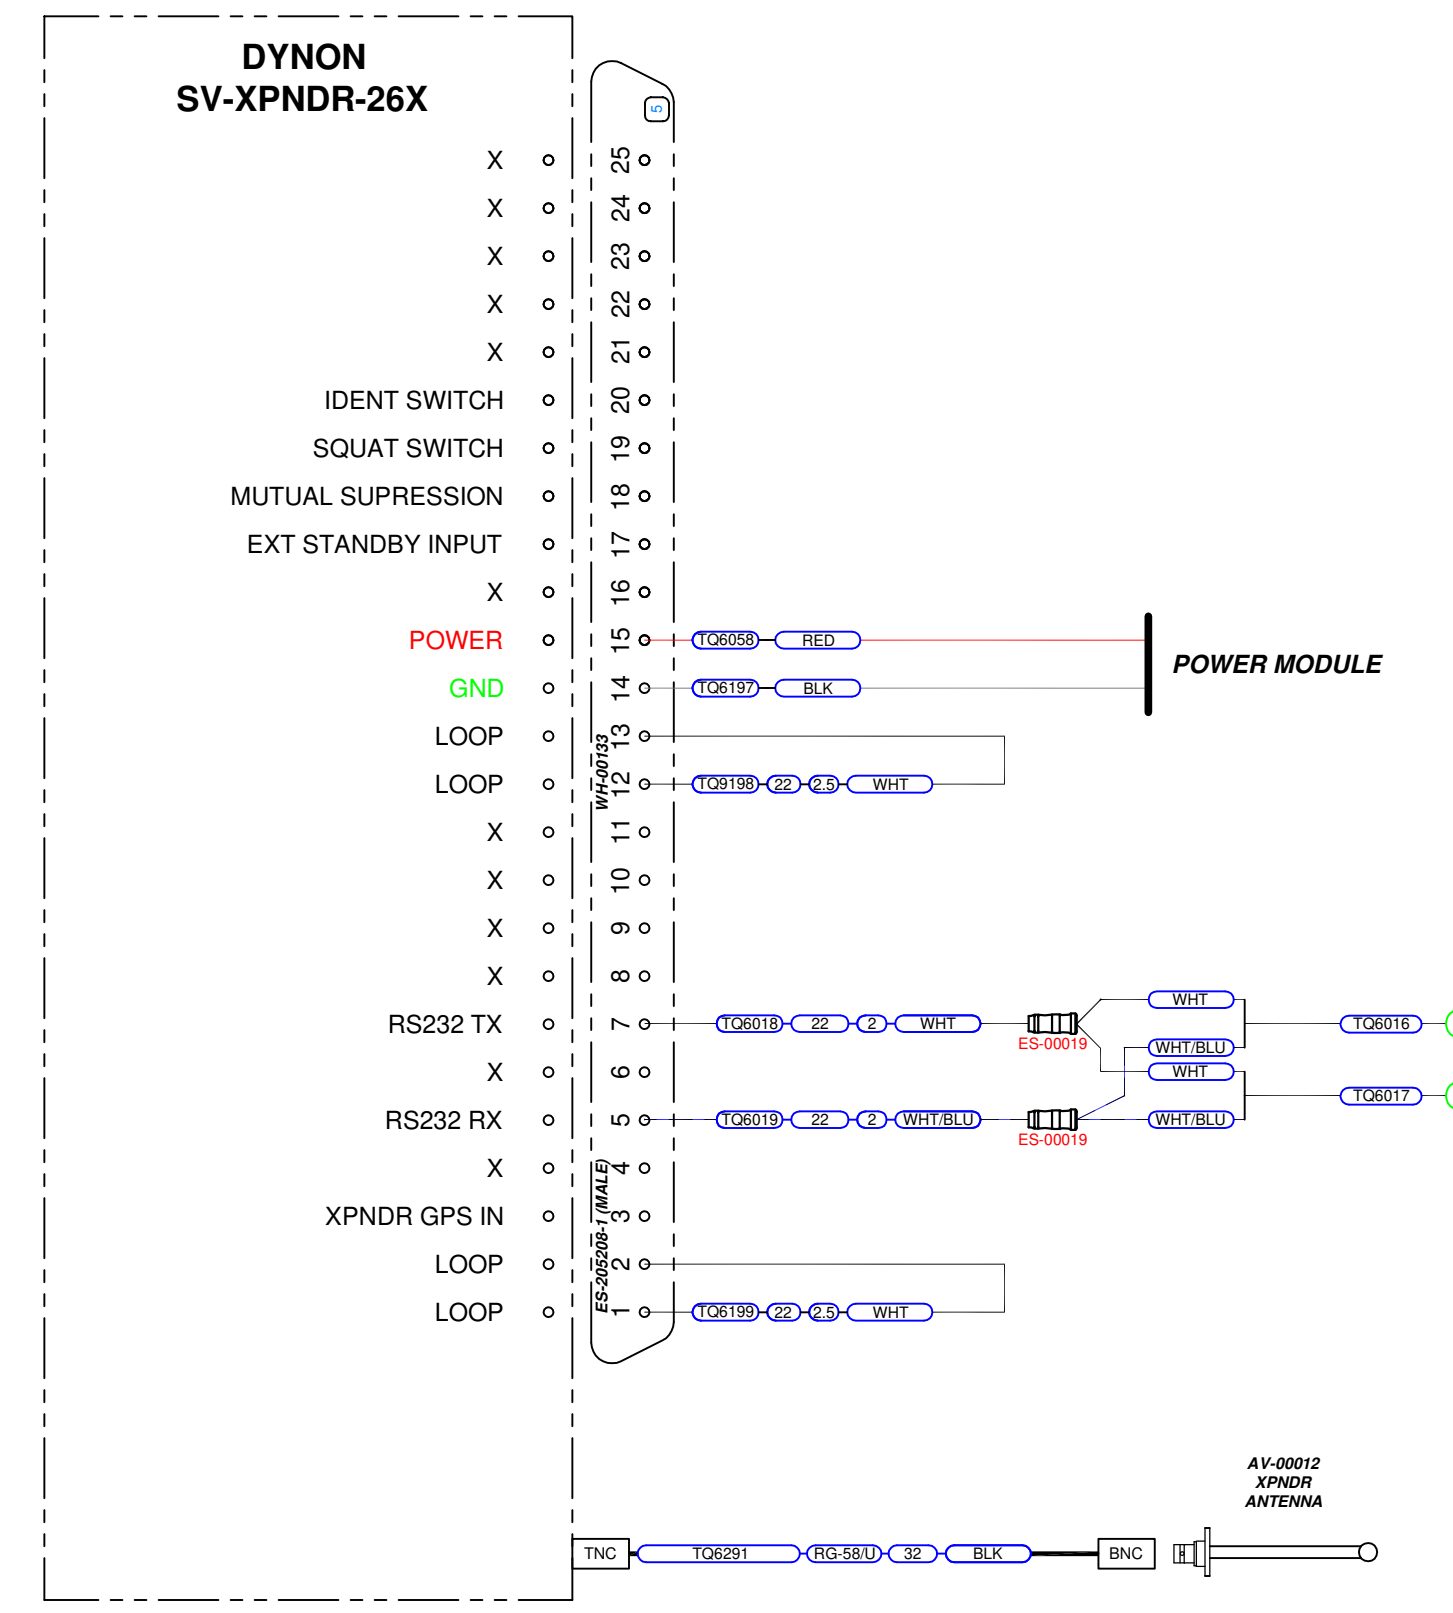 DYNON
SV-XPNDR-26X
5
X 25
X 24
X 23
X 22
X 21
IDENT SWITCH 20
SQUAT SWITCH 19
MUTUAL SUPRESSION 18
EXT STANDBY INPUT 17
X 16
POWER 15 TQ6058 RED
POWER MODULE
GND 14 TQ6197 BLK
LOOP 13
WH-00133
LOOP 12 TQ9198 22 2.5 WHT
X 11
X 10
X 9
X 8
WHT
RS232 TX 7 TQ6018 22 2 WHT TQ6016
ES-00019
WHT/BLU
X 6 WHT
TQ6017
RS232 RX 5 TQ6019 22 2 WHT/BLU WHT/BLU
ES-00019
X 4
ES-205208-1 (MALE)
XPNDR GPS IN 3
LOOP 2
LOOP 1 TQ6199 22 2.5 WHT
AV-00012
XPNDR
ANTENNA
TNC TQ6291 RG-58/U 32 BLK BNC